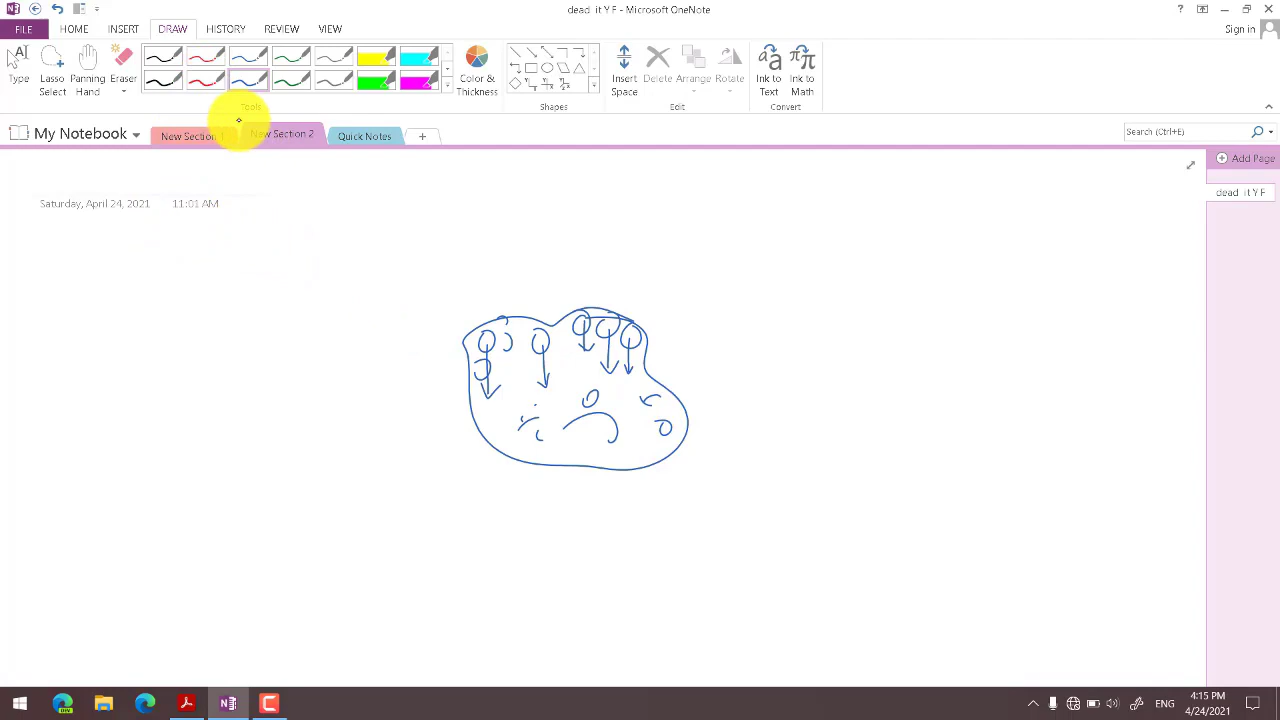 dead it Y F - Microsoft OneNote
Sign in
FILE HOME INSERT DRAW HISTORY REVIEW VIEW
Type
Lasso Select
Panning Hand
Eraser
Color & Thickness
Insert Space
Delete
Arrange
Rotate
Ink to Text
Ink to Math
Tools
Shapes
Edit
Convert
My Notebook
New Section 1
New Section 2
Quick Notes
Search (Ctrl+E)
Add Page
Saturday, April 24, 2021 11:01 AM
dead it Y F
ENG
4:15 PM
4/24/2021